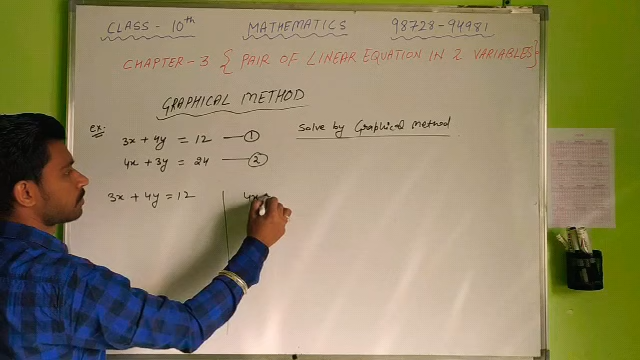 CLASS - 10th MATHEMATICS 98728-94981
CHAPTER-3 { PAIR OF LINEAR EQUATION IN 2 VARIABLES}
GRAPHICAL METHOD
ex: Solve by Graphical Method
3x + 4y = 12 — ①
4x + 3y = 24 — ②
3x + 4y = 12 4x